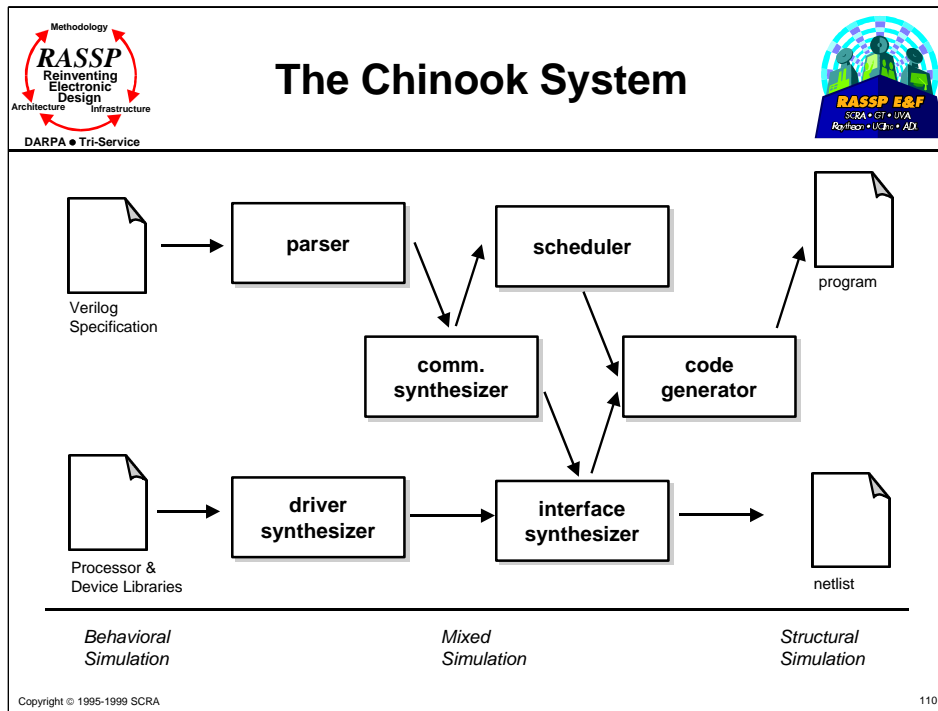 Methodology
RASSP
Reinventing
Electronic
Design
Architecture
Infrastructure
DARPA ● Tri-Service
The Chinook System
RASSP E&F
SCRA • GT • UVA
Raytheon • UCinc • ADL
Verilog
Specification
parser
scheduler
program
comm.
synthesizer
code
generator
Processor &
Device Libraries
driver
synthesizer
interface
synthesizer
netlist
Behavioral
Simulation
Mixed
Simulation
Structural
Simulation
Copyright © 1995-1999 SCRA
110